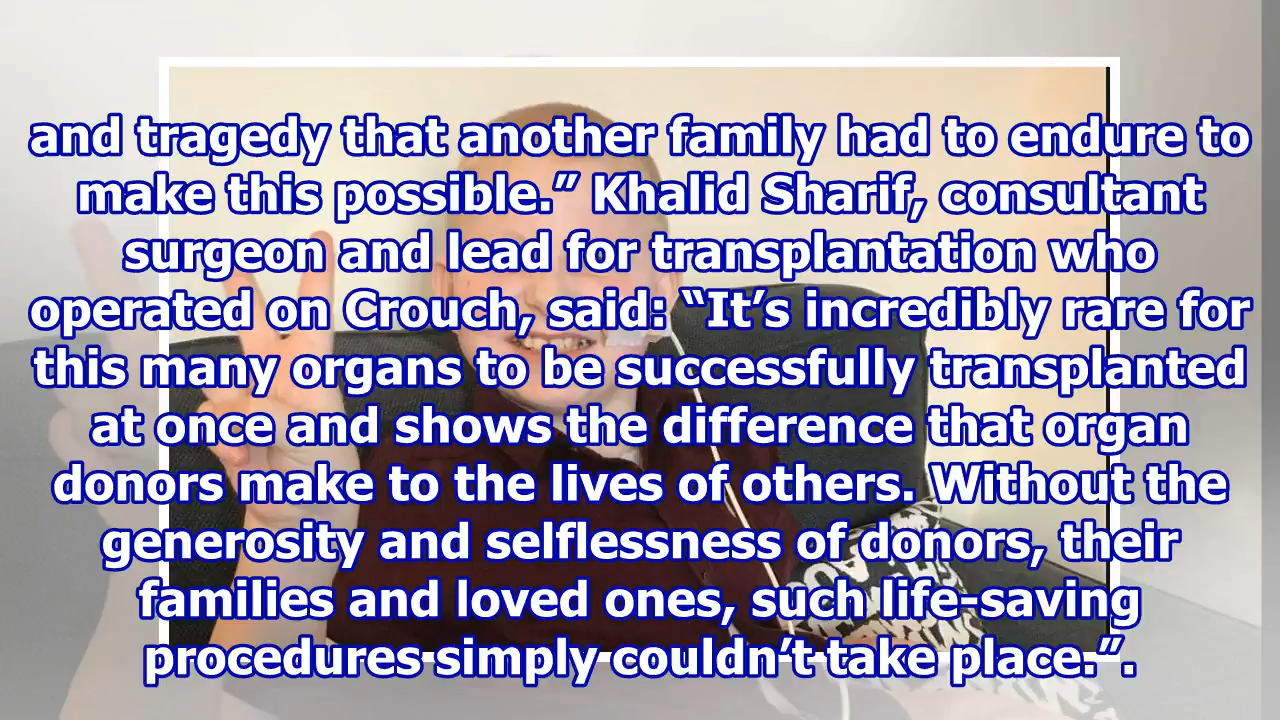 and tragedy that another family had to endure to
make this possible.” Khalid Sharif, consultant
surgeon and lead for transplantation who
operated on Crouch, said: “It’s incredibly rare for
this many organs to be successfully transplanted
at once and shows the difference that organ
donors make to the lives of others. Without the
generosity and selflessness of donors, their
families and loved ones, such life-saving
procedures simply couldn’t take place.”.